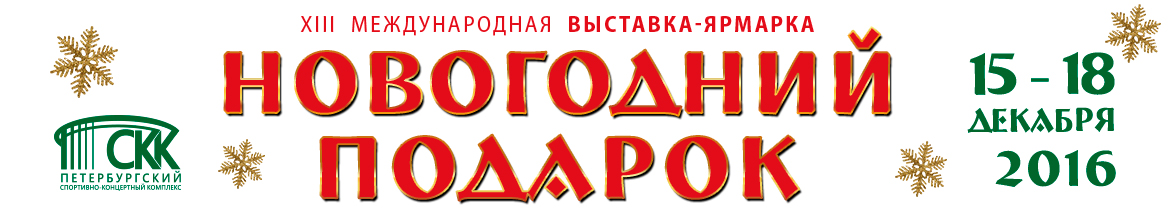 XIII МЕЖДУНАРОДНАЯ ВЫСТАВКА-ЯРМАРКА
НОВОГОДНИЙ
ПОДАРОК
15 – 18
ДЕКАБРЯ
2016
СКК
ПЕТЕРБУРГСКИЙ
СПОРТИВНО-КОНЦЕРТНЫЙ КОМПЛЕКС